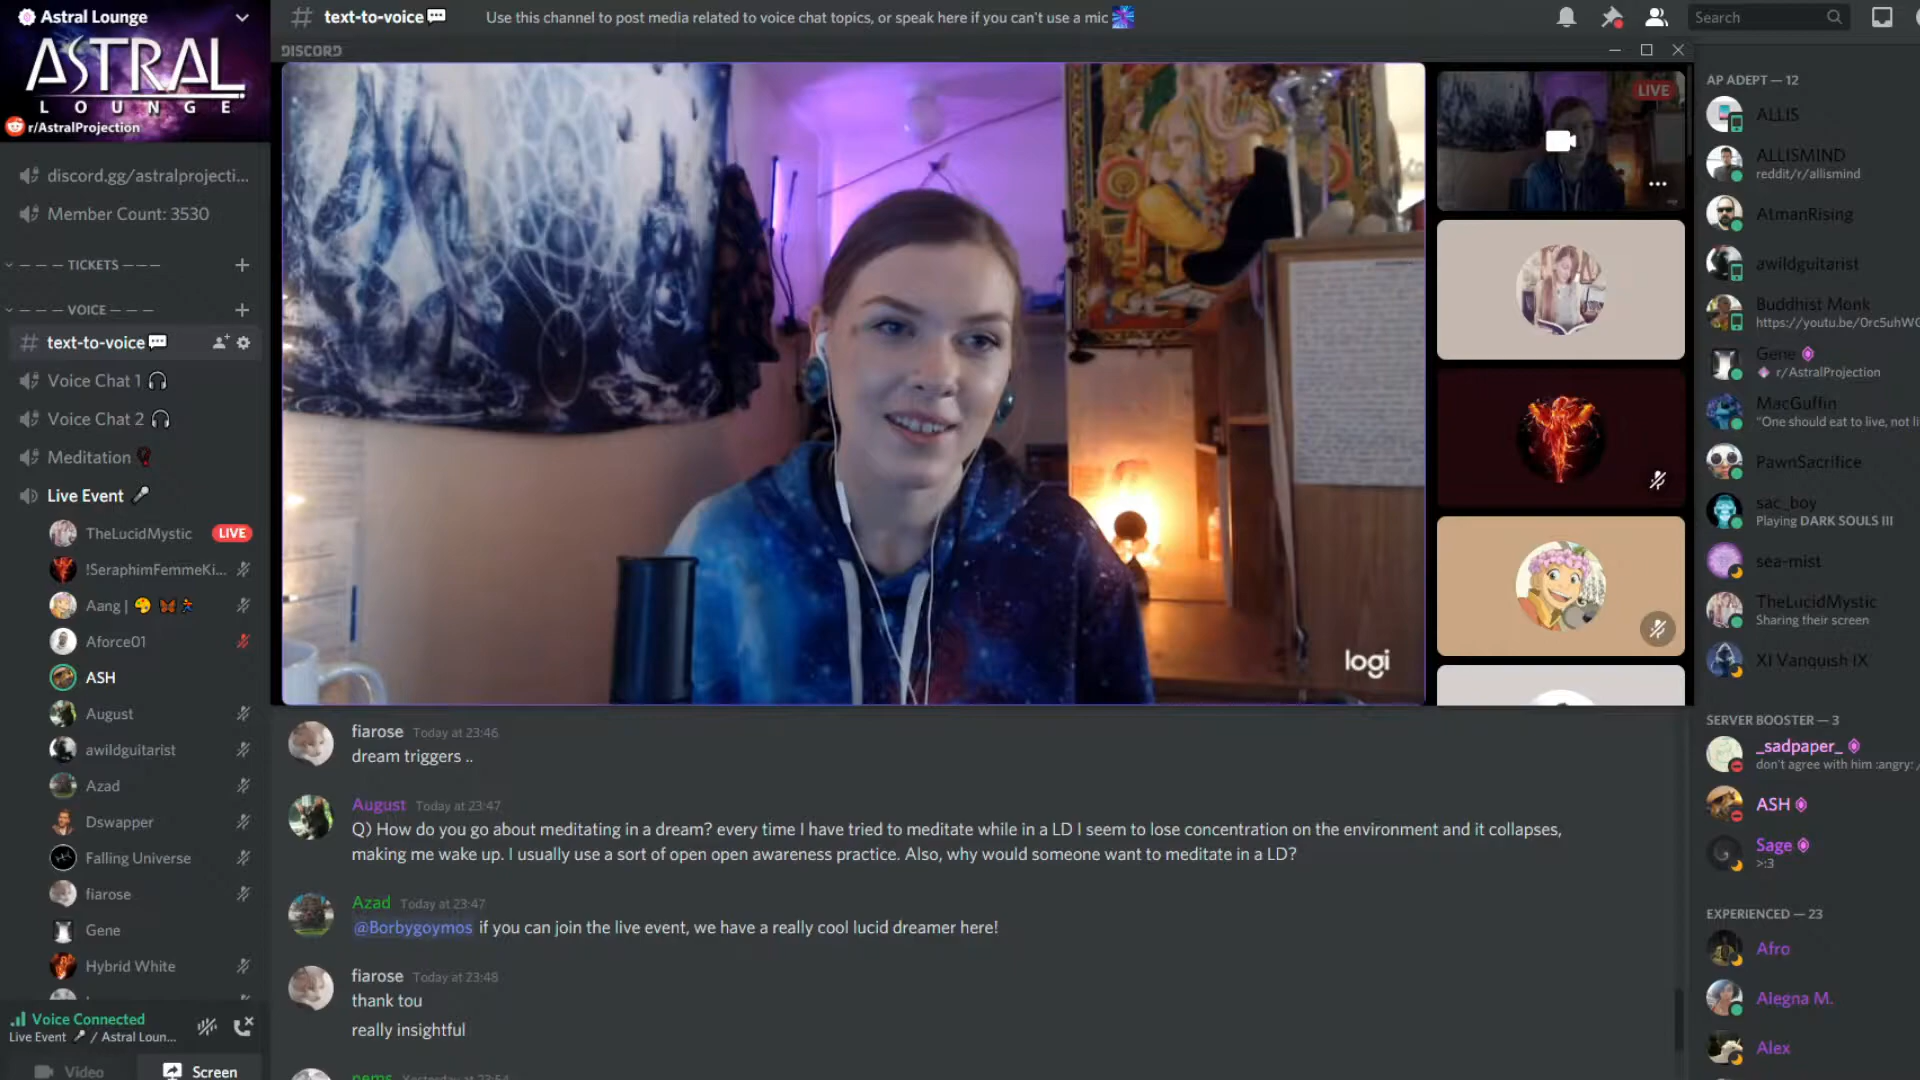 Astral Lounge
ASTRAL
LOUNGE
r/AstralProjection
discord.gg/astralprojecti...
Member Count: 3530
TICKETS
VOICE
text-to-voice
Voice Chat 1
Voice Chat 2
Meditation
Live Event
TheLucidMystic LIVE
!SeraphimFemmeKi...
Aang |
Aforce01
ASH
August
awildguitarist
Azad
Dswapper
Falling Universe
fiarose
Gene
Hybrid White
Voice Connected
Live Event / Astral Loun...
Video Screen
text-to-voice Use this channel to post media related to voice chat topics, or speak here if you can't use a mic
Search
DISCORD
LIVE
logi
fiarose Today at 23:46
dream triggers ..
August Today at 23:47
Q) How do you go about meditating in a dream? every time I have tried to meditate while in a LD I seem to lose concentration on the environment and it collapses,
making me wake up. I usually use a sort of open open awareness practice. Also, why would someone want to meditate in a LD?
Azad Today at 23:47
@Borbygoymos if you can join the live event, we have a really cool lucid dreamer here!
fiarose Today at 23:48
thank tou
really insightful
nems Yesterday at 23:54
AP ADEPT — 12
ALLIS
ALLISMIND
reddit/r/allismind
AtmanRising
awildguitarist
Buddhist Monk
https://youtu.be/0rc5uhWG
Gene
r/AstralProjection
MacGuffin
"One should eat to live, not li
PawnSacrifice
sac_boy
Playing DARK SOULS III
sea-mist
TheLucidMystic
Sharing their screen
XI Vanquish IX
SERVER BOOSTER — 3
_sadpaper_
don't agree with him :angry: /
ASH
Sage
>:3
EXPERIENCED — 23
Afro
Alegna M.
Alex